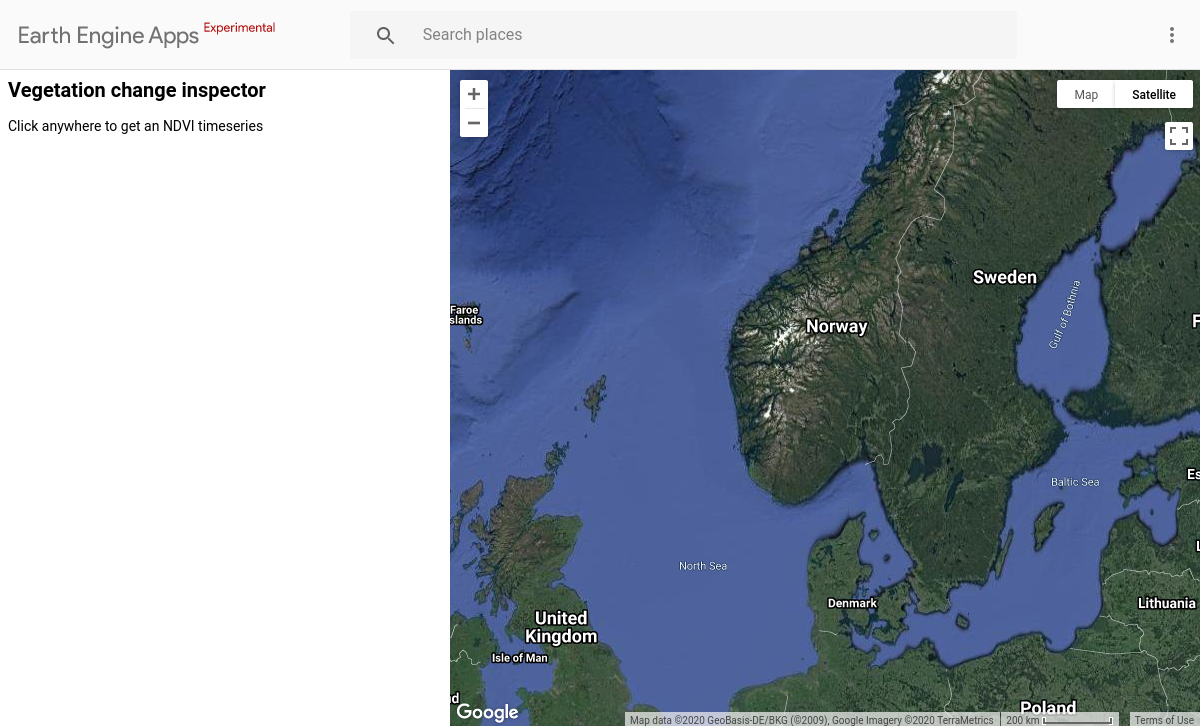 Earth Engine Apps Experimental
Search places
Vegetation change inspector
Click anywhere to get an NDVI timeseries
Map
Satellite
Sweden
Gulf of Bothnia
Faroe
slands
Norway
F
Es
Baltic Sea
L
North Sea
Denmark
Lithuania
United
Kingdom
Isle of Man
d
Poland
Google
Map data ©2020 GeoBasis-DE/BKG (©2009), Google Imagery ©2020 TerraMetrics
200 km
Terms of Use